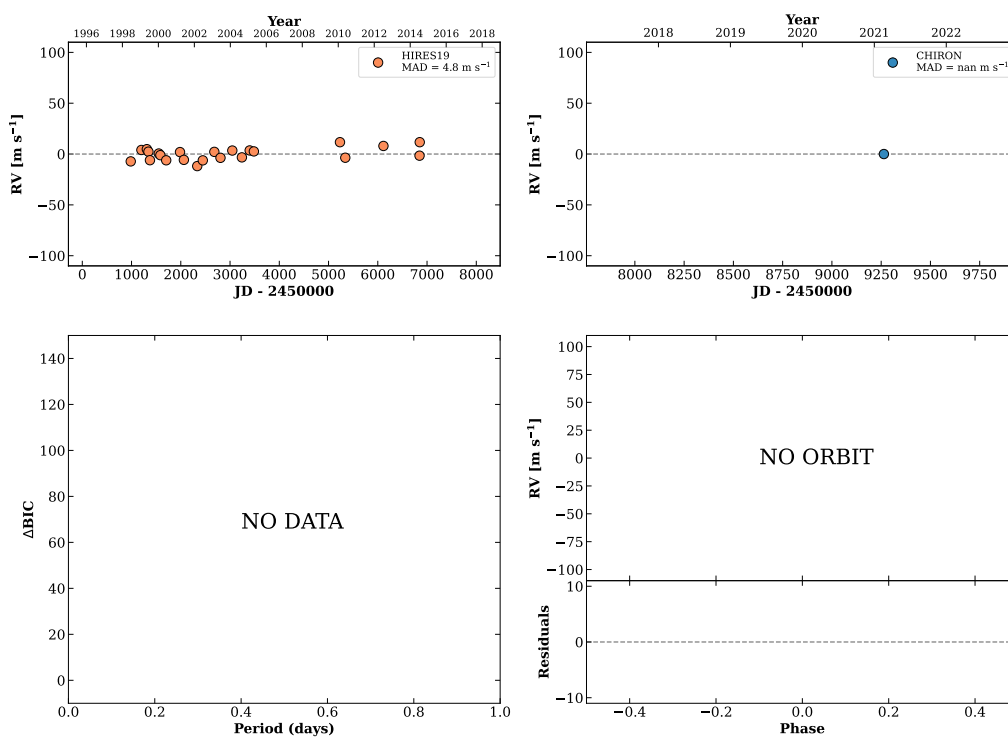 Year
1996 1998 2000 2002 2004 2006 2008 2010 2012 2014 2016 2018
HIRES19
MAD = 4.8 m s⁻¹
100
50
0
−50
−100
RV [m s⁻¹]
0 1000 2000 3000 4000 5000 6000 7000 8000
JD - 2450000
Year
2018 2019 2020 2021 2022
CHIRON
MAD = nan m s⁻¹
100
50
0
−50
−100
RV [m s⁻¹]
8000 8250 8500 8750 9000 9250 9500 9750
JD - 2450000
140
120
100
80
60
40
20
0
ΔBIC
NO DATA
0.0 0.2 0.4 0.6 0.8 1.0
Period (days)
100
75
50
25
0
−25
−50
−75
−100
RV [m s⁻¹]
NO ORBIT
10
0
−10
Residuals
−0.4 −0.2 0.0 0.2 0.4
Phase